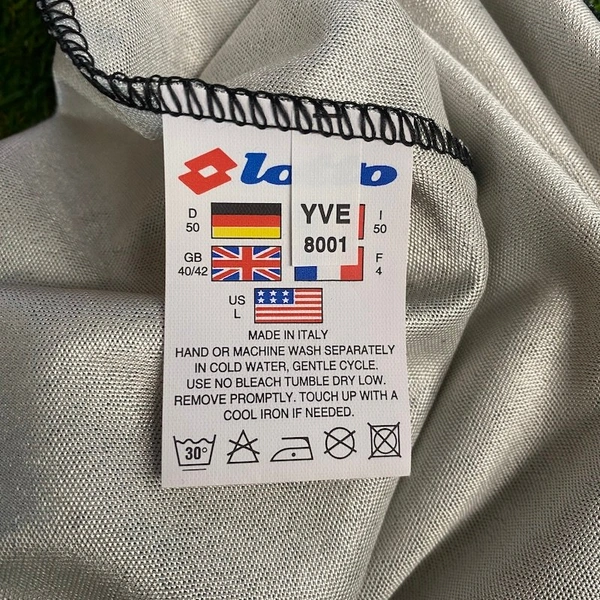 lotto
D
50
YVE
8001
I
50
GB
40/42
F
4
US
L
MADE IN ITALY
HAND OR MACHINE WASH SEPARATELY
IN COLD WATER, GENTLE CYCLE.
USE NO BLEACH TUMBLE DRY LOW.
REMOVE PROMPTLY. TOUCH UP WITH A
COOL IRON IF NEEDED.
30°